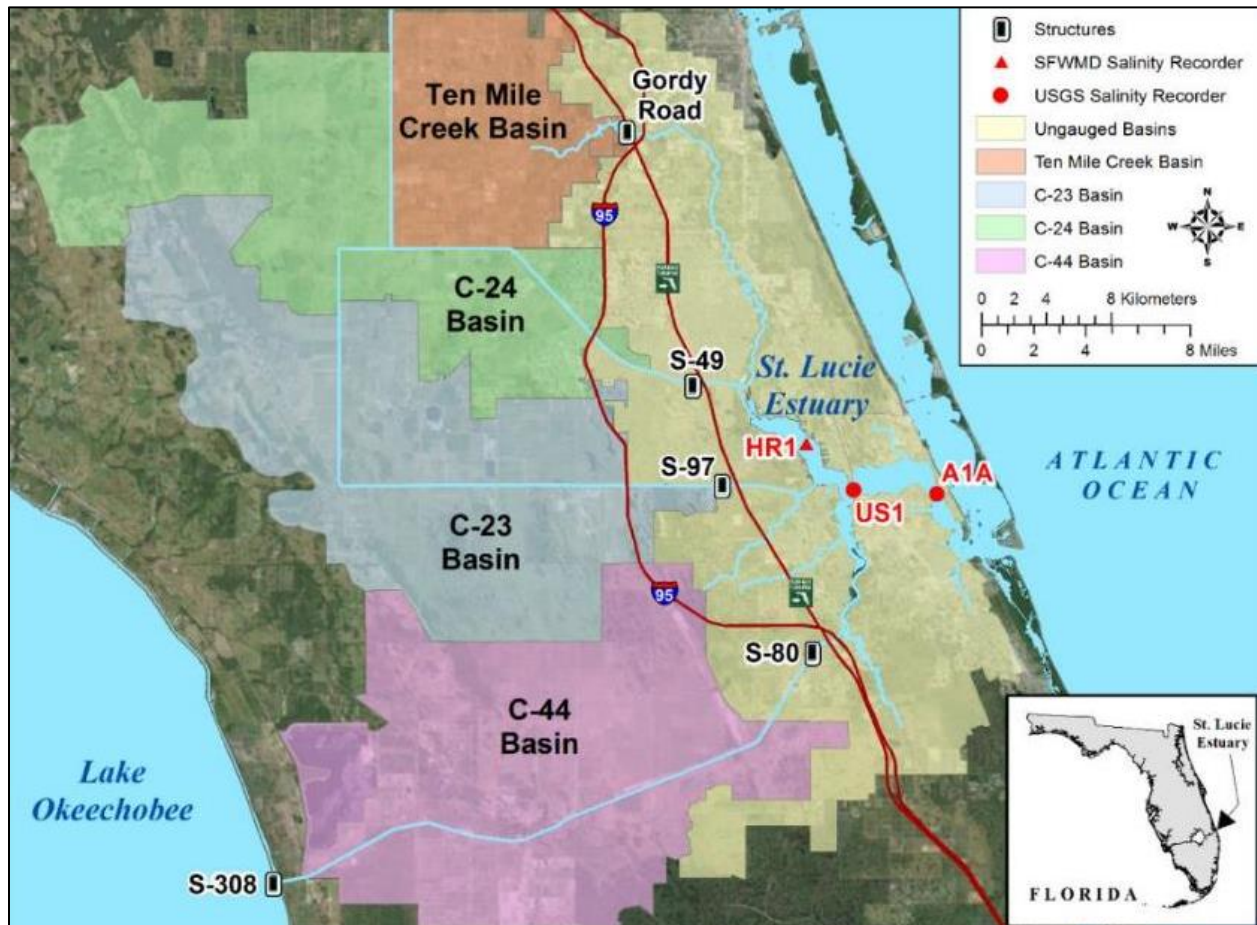 Ten Mile
Creek Basin
Gordy
Road
95
C-24
Basin
S-49
St. Lucie
Estuary
HR1
S-97
US1
A1A
ATLANTIC
OCEAN
C-23
Basin
95
S-80
C-44
Basin
Lake
Okeechobee
S-308
Structures
SFWMD Salinity Recorder
USGS Salinity Recorder
Ungauged Basins
Ten Mile Creek Basin
C-23 Basin
C-24 Basin
C-44 Basin
N
W E
S
0 2 4 8 Kilometers
0 2 4 8 Miles
St. Lucie
Estuary
FLORIDA